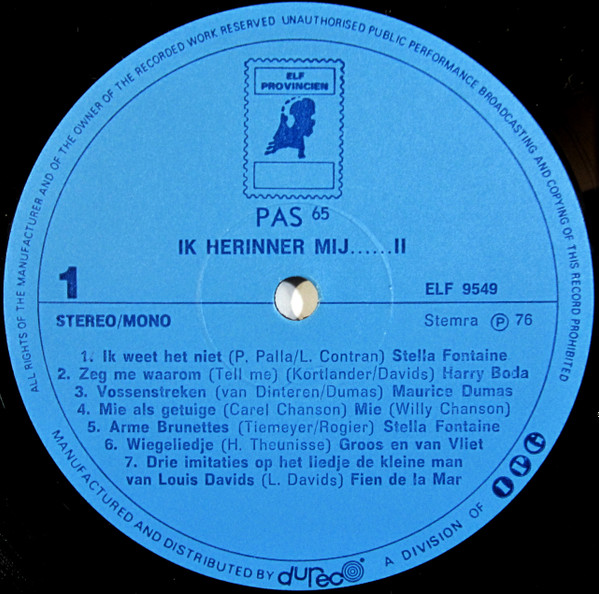 ALL RIGHTS OF THE MANUFACTURER AND OF THE OWNER OF THE RECORDED WORK RESERVED UNAUTHORISED PUBLIC PERFORMANCE BROADCASTING AND COPYING OF THIS RECORD PROHIBITED
ELF
PROVINCIEN
PAS 65
IK HERINNER MIJ......II
1
ELF 9549
STEREO/MONO
Stemra Ⓟ 76
1. Ik weet het niet (P. Palla/L. Contran) Stella Fontaine
2. Zeg me waarom (Tell me) (Kortlander/Davids) Harry Boda
3. Vossenstreken (van Dinteren/Dumas) Maurice Dumas
4. Mie als getuige (Carel Chanson) Mie (Willy Chanson)
5. Arme Brunettes (Tiemeyer/Rogier) Stella Fontaine
6. Wiegeliedje (H. Theunisse) Groos en van Vliet
7. Drie imitaties op het liedje de kleine man
van Louis Davids (L. Davids) Fien de la Mar
MANUFACTURED AND DISTRIBUTED BY dureco A DIVISION OF